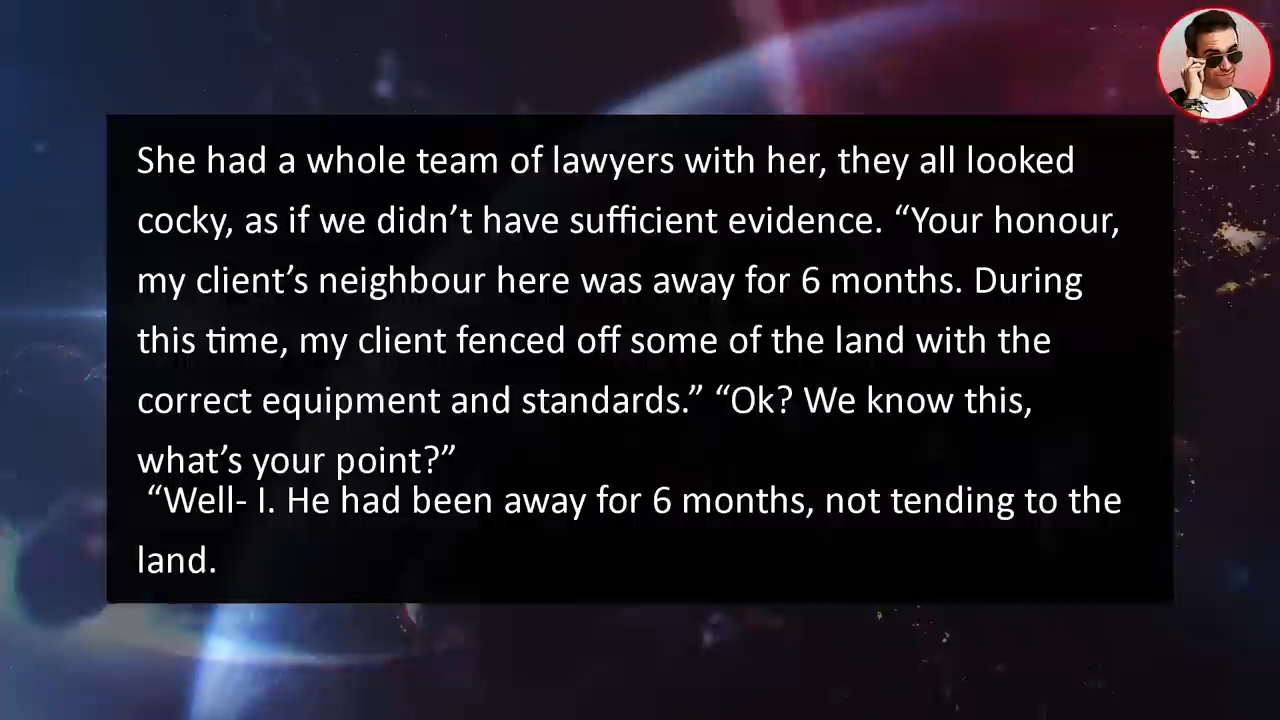 She had a whole team of lawyers with her, they all looked
cocky, as if we didn’t have sufficient evidence. “Your honour,
my client’s neighbour here was away for 6 months. During
this time, my client fenced off some of the land with the
correct equipment and standards.” “Ok? We know this,
what’s your point?”
“Well- I. He had been away for 6 months, not tending to the
land.